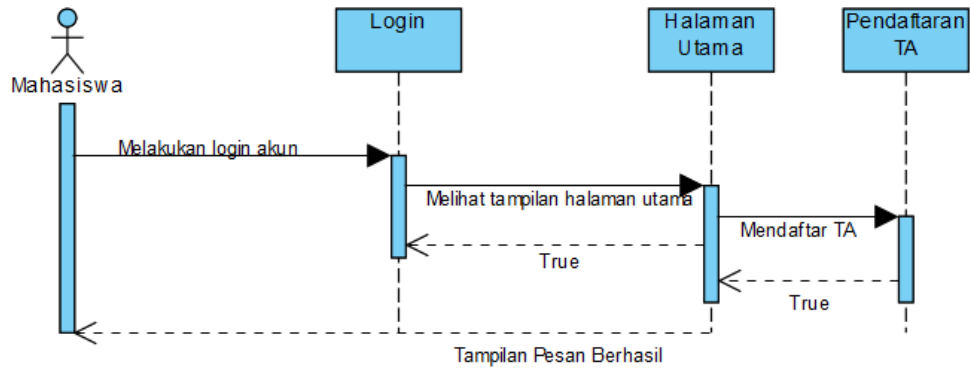 Login
Halaman
Utama
Pendaftaran
TA
Mahasiswa
Melakukan login akun
Melihat tampilan halaman utama
Mendaftar TA
True
True
Tampilan Pesan Berhasil